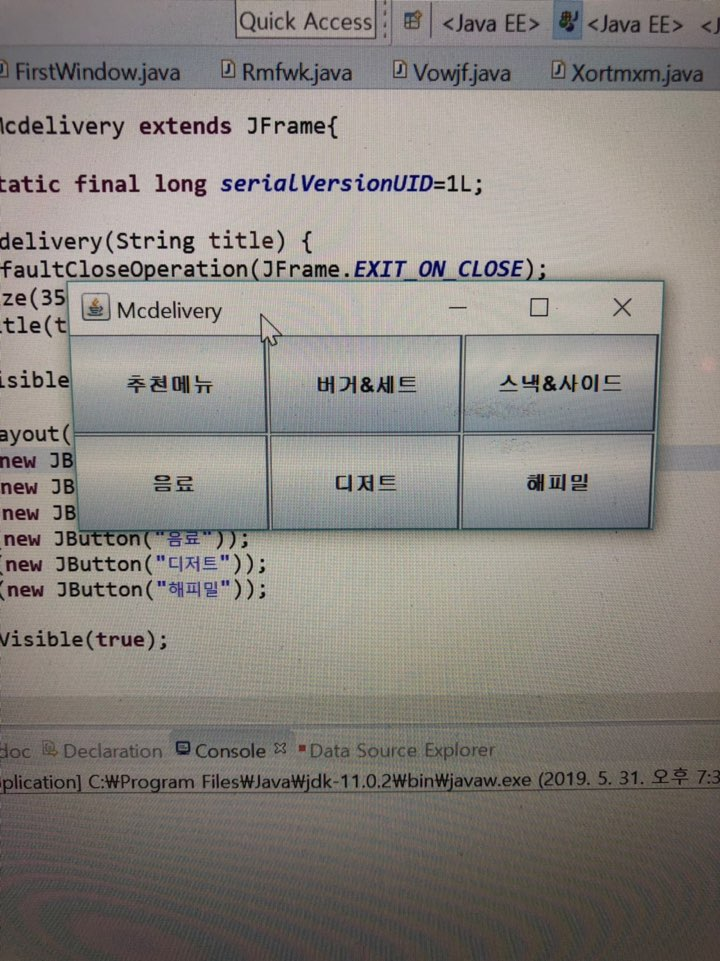 Quick Access <Java EE> <Java EE>
FirstWindow.java Rmfwk.java Vowjf.java Xortmxm.java
Mcdelivery extends JFrame{
tatic final long serialVersionUID=1L;
delivery(String title) {
faultCloseOperation(JFrame.EXIT_ON_CLOSE);
ze(35
tle(t
Mcdelivery
isible
추천메뉴 버거&세트 스낵&사이드
ayout(
new JB
new JB
new JB
음료 디저트 해피밀
new JButton("음료"));
(new JButton("디저트"));
(new JButton("해피밀"));
Visible(true);
doc Declaration Console Data Source Explorer
plication] C:₩Program Files₩Java₩jdk-11.0.2₩bin₩javaw.exe (2019. 5. 31. 오후 7:3